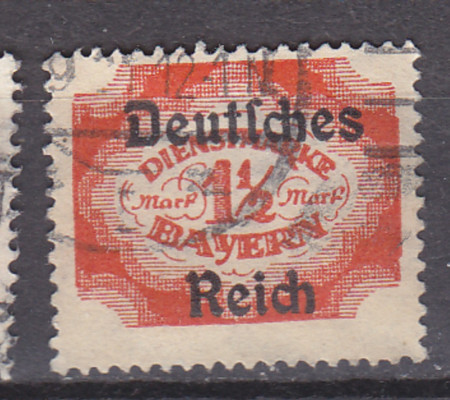 Deutſches
DIENSTMARKE
Mark 1½ Mark
BAYERN
Reich